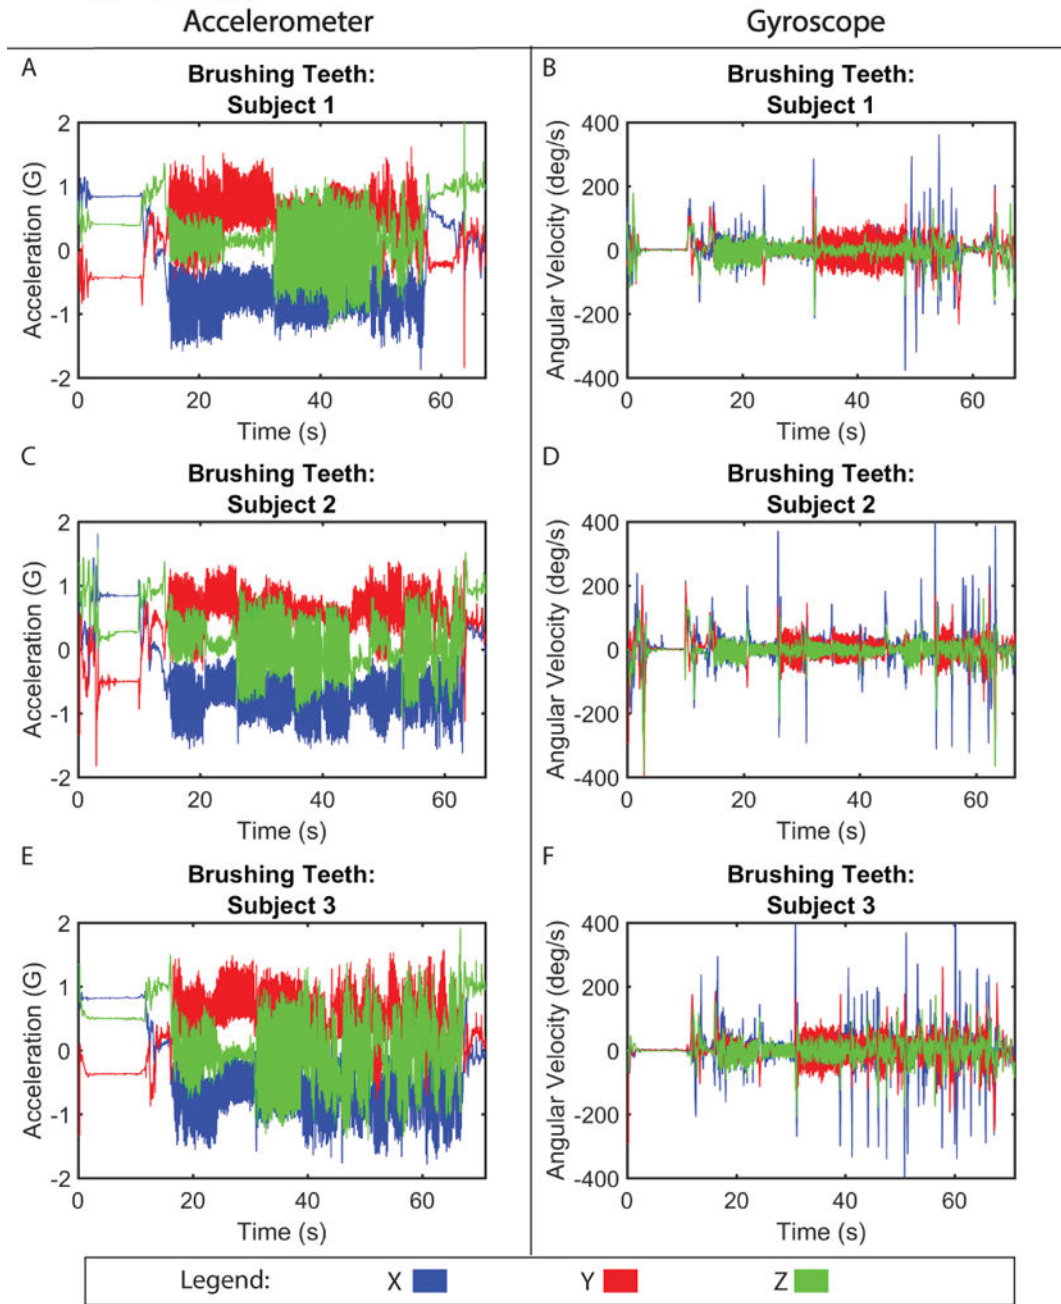 Accelerometer
Gyroscope
A
Brushing Teeth:
Subject 1
Acceleration (G)
2
1
0
-1
-2
0
20
40
60
Time (s)
B
Brushing Teeth:
Subject 1
Angular Velocity (deg/s)
400
200
0
-200
-400
0
20
40
60
Time (s)
C
Brushing Teeth:
Subject 2
Acceleration (G)
2
1
0
-1
-2
0
20
40
60
Time (s)
D
Brushing Teeth:
Subject 2
Angular Velocity (deg/s)
400
200
0
-200
-400
0
20
40
60
Time (s)
E
Brushing Teeth:
Subject 3
Acceleration (G)
2
1
0
-1
-2
0
20
40
60
Time (s)
F
Brushing Teeth:
Subject 3
Angular Velocity (deg/s)
400
200
0
-200
-400
0
20
40
60
Time (s)
Legend: X Y Z